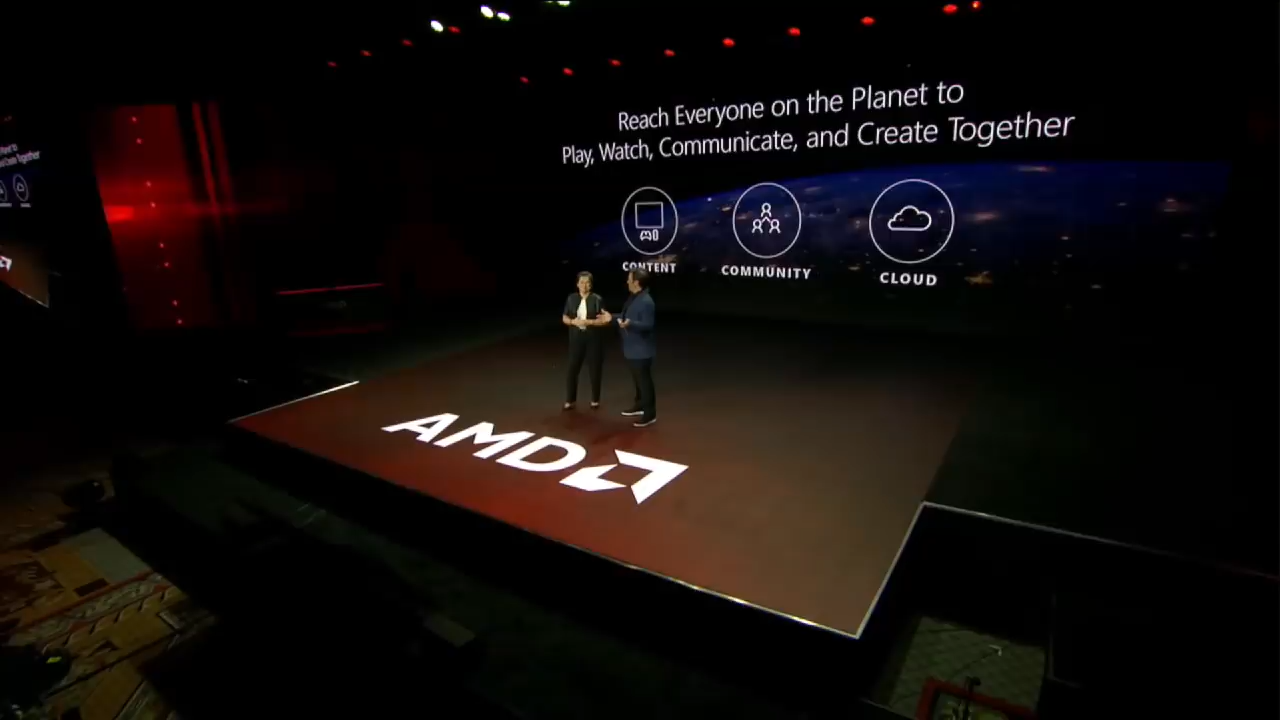 Reach Everyone on the Planet to
Play, Watch, Communicate, and Create Together
CONTENT
COMMUNITY
CLOUD
AMD